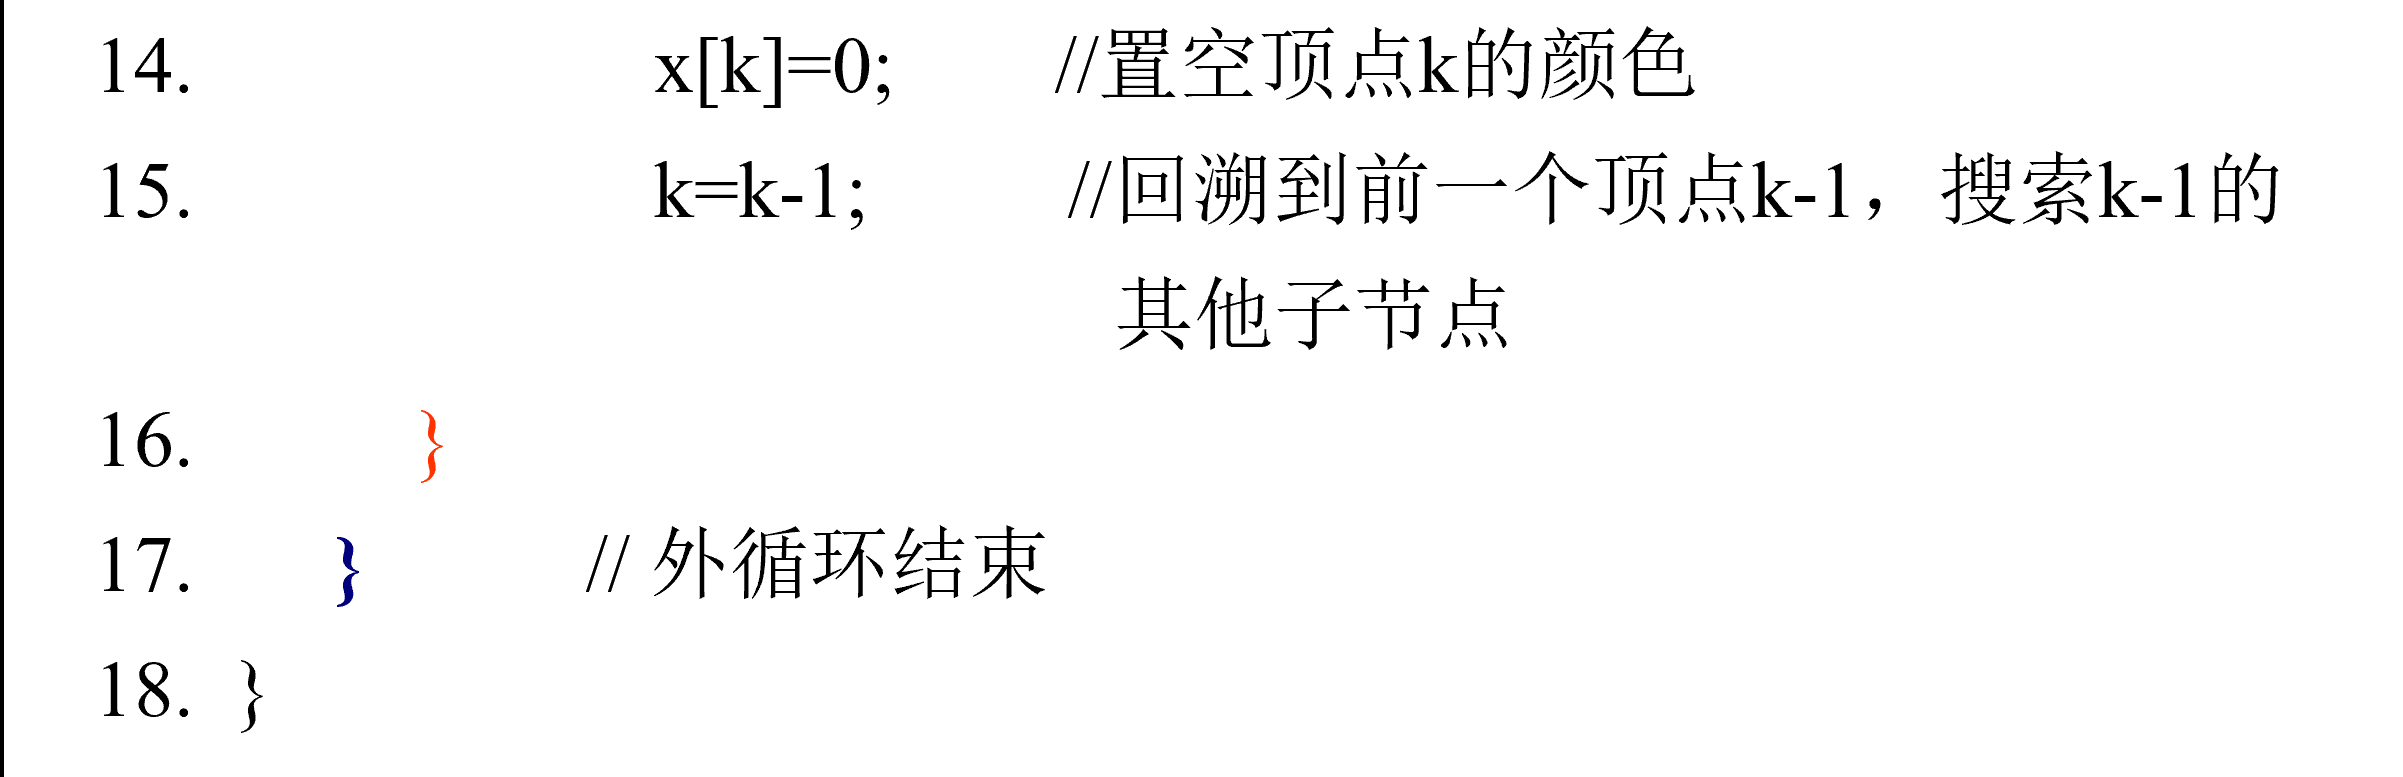 14. x[k]=0; //置空顶点k的颜色
15. k=k-1; //回溯到前一个顶点k-1，搜索k-1的
其他子节点
16. }
17. } // 外循环结束
18. }